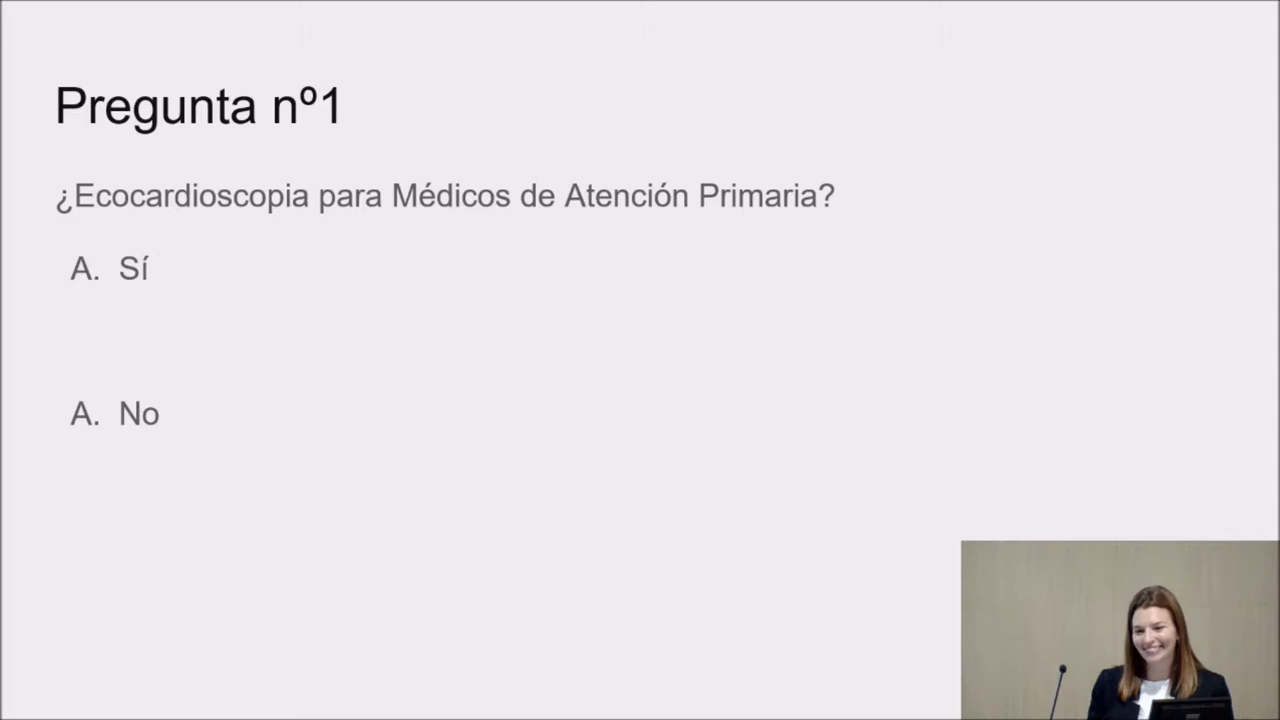 Pregunta nº1
¿Ecocardioscopia para Médicos de Atención Primaria?
A. Sí
A. No